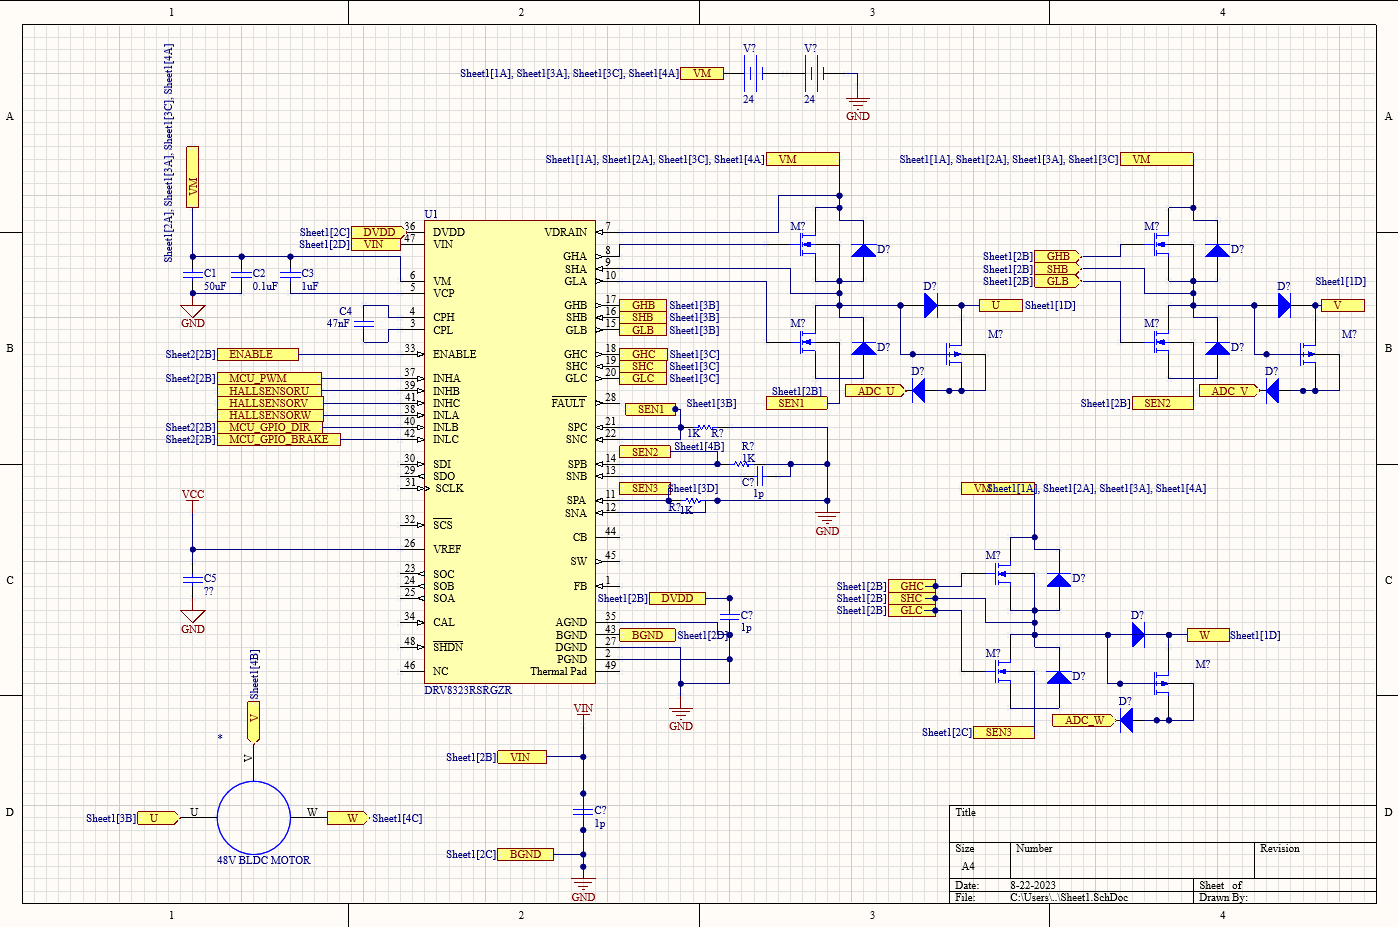 1 2 3 4
A A
B B
C C
D D
1 2 3 4
Sheet1[1A], Sheet1[3A], Sheet1[3C], Sheet1[4A] VM
V? V?
24 24
GND
Sheet1[2A], Sheet1[3A], Sheet1[3C], Sheet1[4A]
VM
Sheet1[1A], Sheet1[2A], Sheet1[3C], Sheet1[4A] VM
Sheet1[1A], Sheet1[2A], Sheet1[3A], Sheet1[3C] VM
U1
Sheet1[2C] DVDD 36 DVDD
Sheet1[2D] VIN 47 VIN
C1 C2 C3
50uF 0.1uF 1uF
GND
6 VM
5 VCP
C4
47nF
4 CPH
3 CPL
Sheet2[2B] ENABLE 33 ENABLE
Sheet2[2B] MCU_PWM 37 INHA
HALLSENSORU 39 INHB
HALLSENSORV 41 INHC
HALLSENSORW 38 INLA
Sheet2[2B] MCU_GPIO_DIR 40 INLB
Sheet2[2B] MCU_GPIO_BRAKE 42 INLC
30 SDI
29 SDO
31 SCLK
32 SCS
26 VREF
23 SOC
24 SOB
25 SOA
34 CAL
48 SHDN
46 NC
VCC
C5
??
GND
VDRAIN 7
GHA 8
SHA 9
GLA 10
GHB 17 GHB Sheet1[3B]
SHB 16 SHB Sheet1[3B]
GLB 15 GLB Sheet1[3B]
GHC 18 GHC Sheet1[3C]
SHC 19 SHC Sheet1[3C]
GLC 20 GLC Sheet1[3C]
FAULT 28
SEN1 Sheet1[3B]
SPC 21
SNC 22
1K R?
SEN2 Sheet1[4B]
SPB 14
SNB 13
R?
1K
C?
1p
SEN3 Sheet1[3D]
SPA 11
SNA 12
R? 1K
GND
CB 44
SW 45
FB 1
Sheet1[2B] DVDD
C?
1p
AGND 35
BGND 43 BGND Sheet1[2D]
DGND 27
PGND 2
Thermal Pad 49
GND
DRV8323RSRGZR
M? D?
M? D?
Sheet1[2B]
SEN1
D? U Sheet1[1D]
M?
ADC_U D?
Sheet1[2B] GHB
Sheet1[2B] SHB
Sheet1[2B] GLB
M? D?
M? D?
Sheet1[2B] SEN2
D? V Sheet1[1D]
M?
ADC_V D?
VM Sheet1[1A], Sheet1[2A], Sheet1[3A], Sheet1[4A]
Sheet1[2B] GHC
Sheet1[2B] SHC
Sheet1[2B] GLC
M? D?
M? D?
Sheet1[2C] SEN3
D? W Sheet1[1D]
M?
ADC_W D?
Sheet1[4B]
V
V
*
Sheet1[3B] U U
W W Sheet1[4C]
48V BLDC MOTOR
VIN
Sheet1[2B] VIN
C?
1p
Sheet1[2C] BGND
GND
Title
Size Number Revision
A4
Date: 8-22-2023 Sheet of
File: C:\Users\..\Sheet1.SchDoc Drawn By: